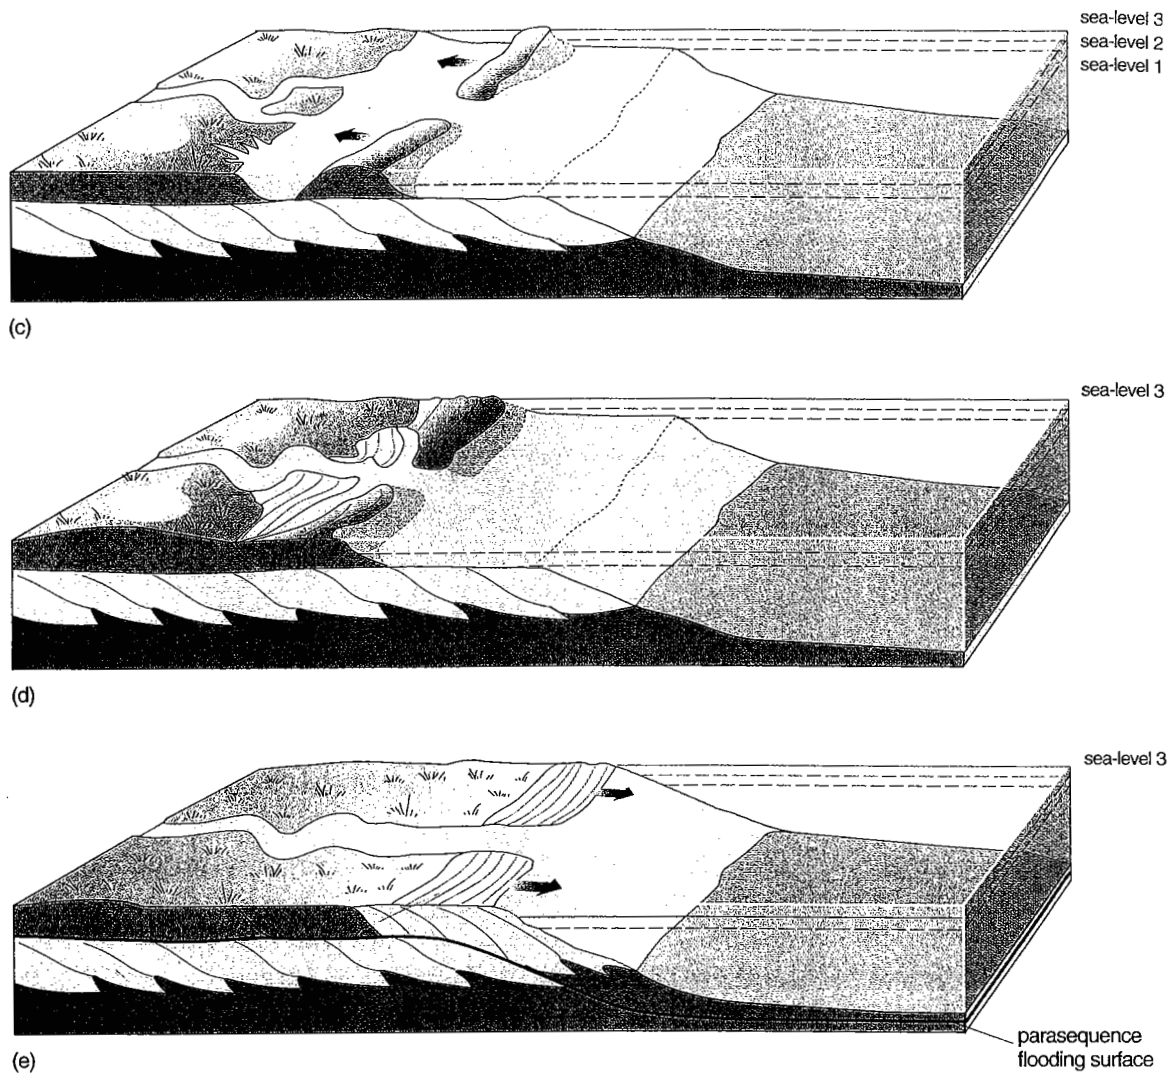 sea-level 3
sea-level 2
sea-level 1
(c)
sea-level 3
(d)
sea-level 3
parasequence
flooding surface
(e)